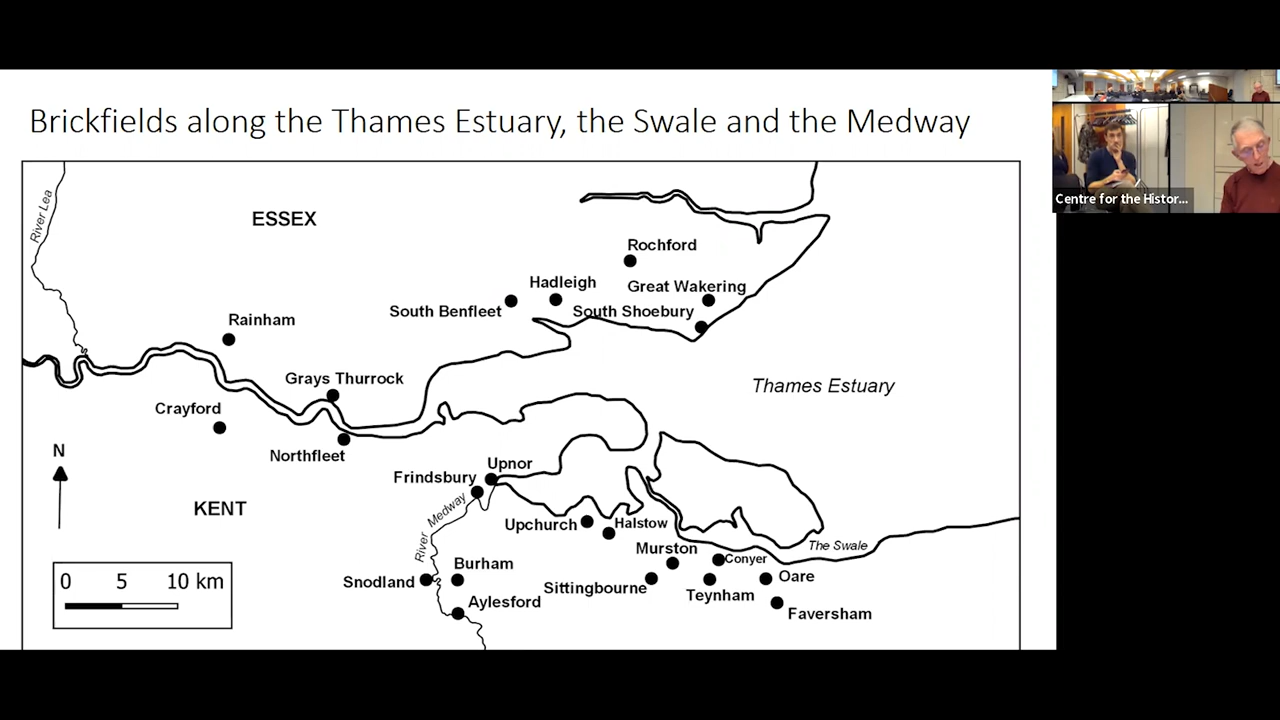 Brickfields along the Thames Estuary, the Swale and the Medway
Centre for the Histor...
River Lea
ESSEX
Rochford
Hadleigh
Great Wakering
South Benfleet
South Shoebury
Rainham
Grays Thurrock
Thames Estuary
Crayford
Northfleet
N
Upnor
Frindsbury
KENT
River Medway
Upchurch
Halstow
Murston
The Swale
Conyer
Burham
Snodland
Sittingbourne
Oare
Teynham
Aylesford
Faversham
0 5 10 km